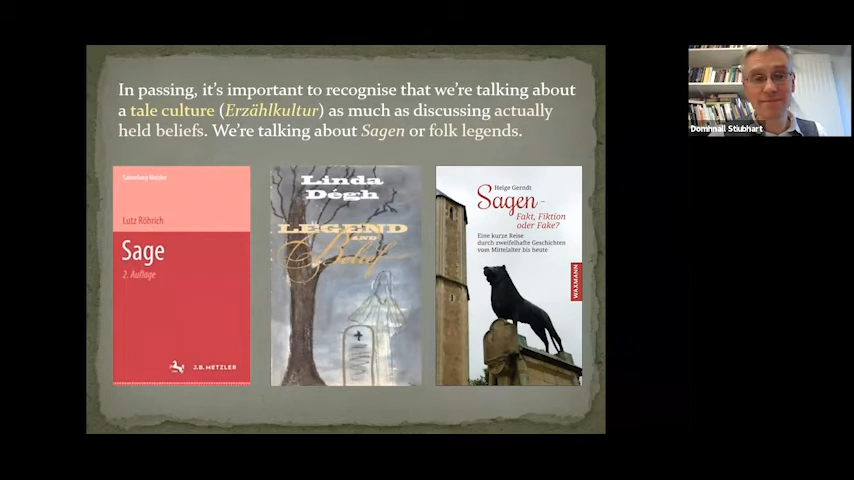 In passing, it's important to recognise that we're talking about
a tale culture (Erzählkultur) as much as discussing actually
held beliefs. We're talking about Sagen or folk legends.
Sammlung Metzler
Lutz Röhrich
Sage
2. Auflage
J.B. METZLER
Linda
Dégh
LEGEND
AND
Belief
Helge Gerndt
Sagen –
Fakt, Fiktion
oder Fake?
Eine kurze Reise
durch zweifelhafte Geschichten
vom Mittelalter bis heute
WAXMANN
Domhnall Stiubhart